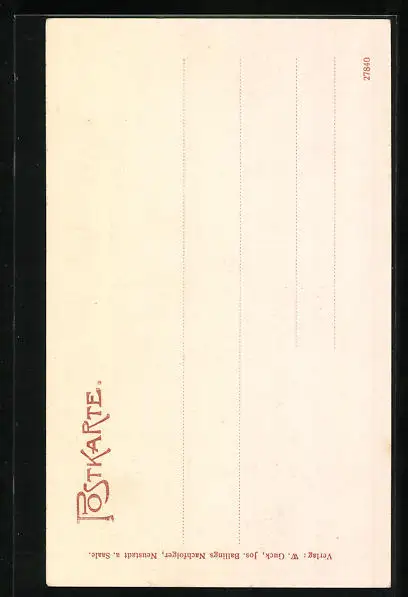 POSTKARTE.
Verlag: W. Guck, Jos. Ballings Nachfolger, Neustadt a. Saale.
27840